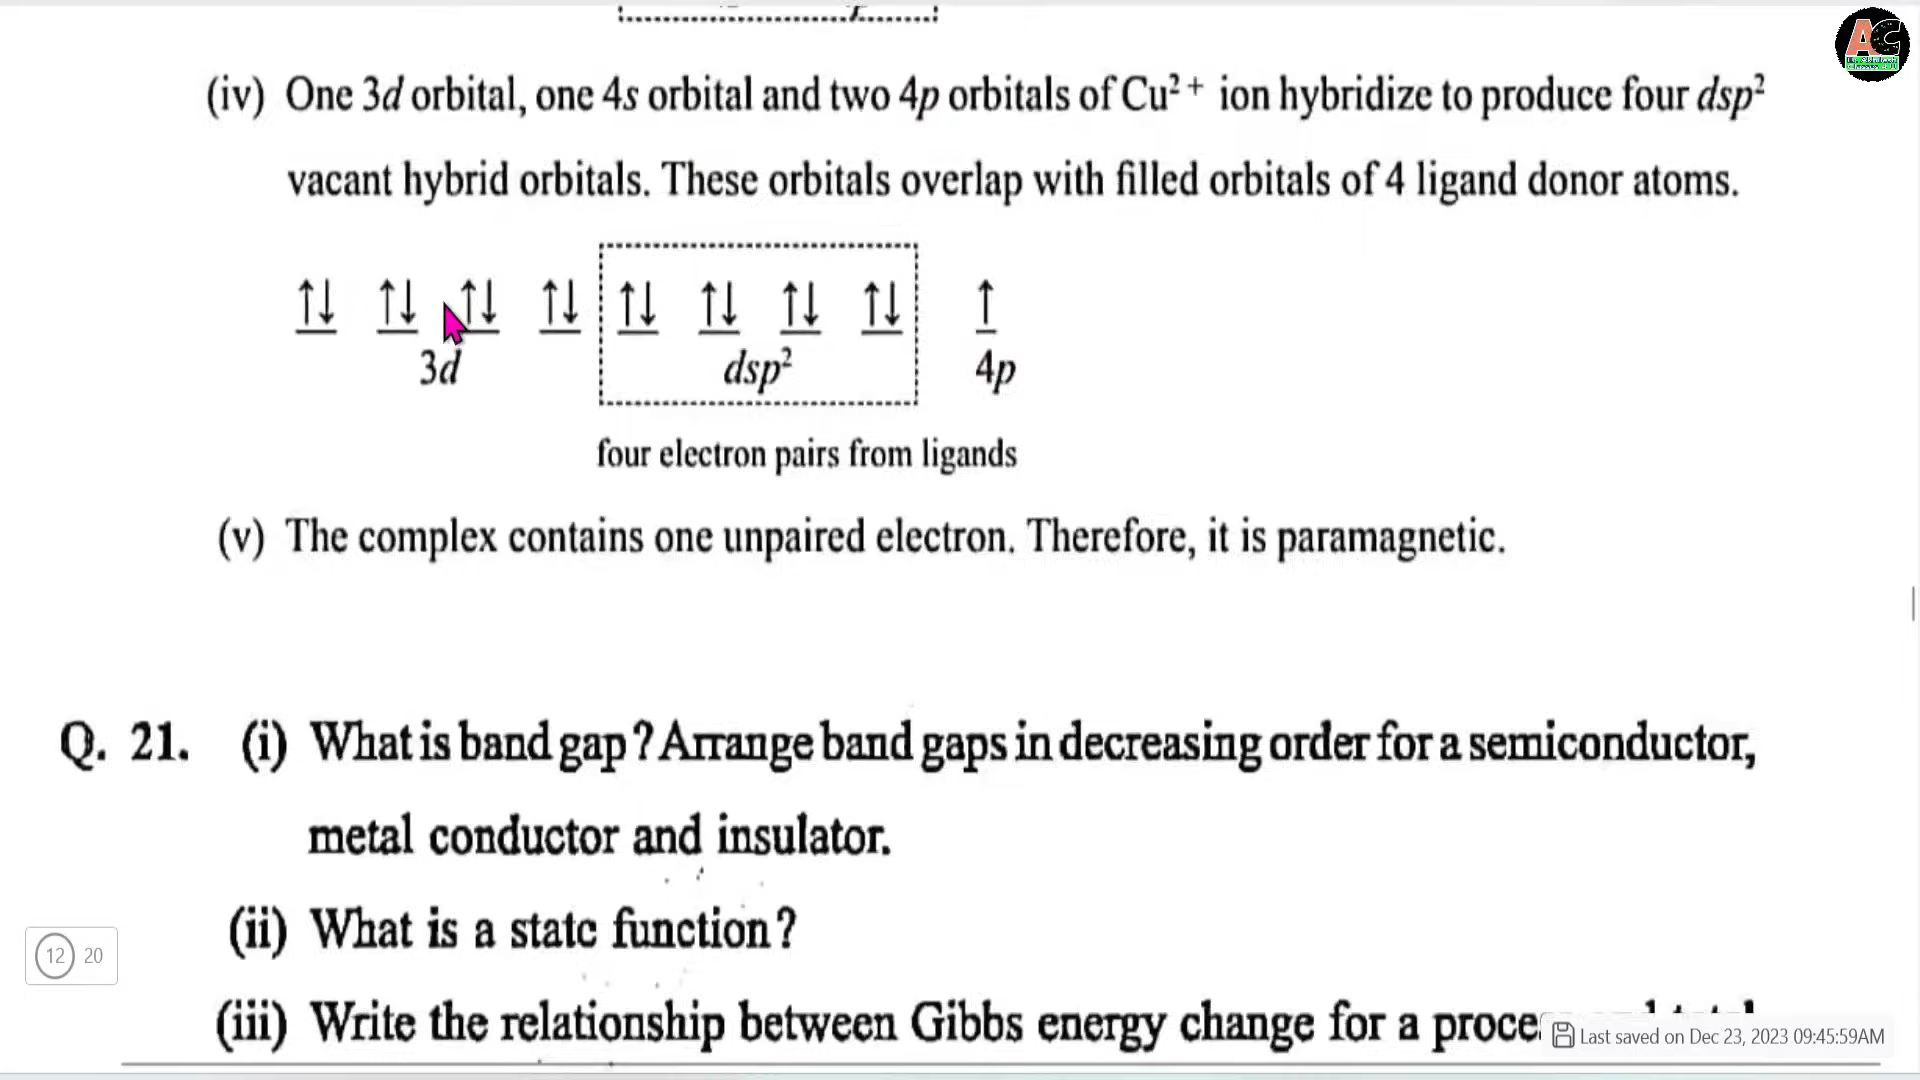 (iv) One 3d orbital, one 4s orbital and two 4p orbitals of Cu²⁺ ion hybridize to produce four dsp²
vacant hybrid orbitals. These orbitals overlap with filled orbitals of 4 ligand donor atoms.
↑↓ ↑↓ ↑↓ ↑↓ ↑↓ ↑↓ ↑↓ ↑↓ ↑
3d dsp² 4p
four electron pairs from ligands
(v) The complex contains one unpaired electron. Therefore, it is paramagnetic.
Q. 21. (i) What is band gap? Arrange band gaps in decreasing order for a semiconductor,
metal conductor and insulator.
(ii) What is a state function?
12 20
(iii) Write the relationship between Gibbs energy change for a
Last saved on Dec 23, 2023 09:45:59AM
AC